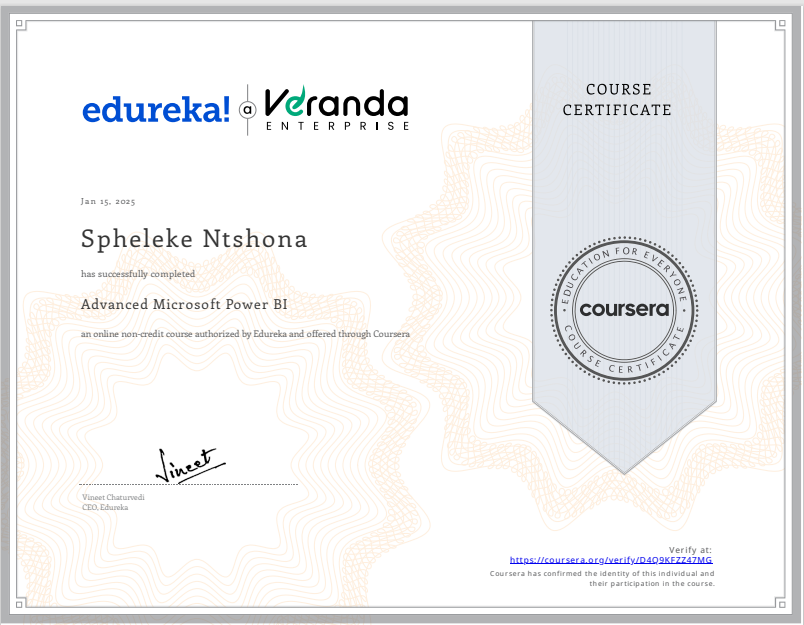 edureka! a Veranda
ENTERPRISE
COURSE
CERTIFICATE
Jan 15, 2025
Spheleke Ntshona
has successfully completed
Advanced Microsoft Power BI
an online non-credit course authorized by Edureka and offered through Coursera
EDUCATION FOR EVERYONE
coursera
COURSE CERTIFICATE
Vineet
Vineet Chaturvedi
CEO, Edureka
Verify at:
https://coursera.org/verify/D4Q9KFZZ47MG
Coursera has confirmed the identity of this individual and
their participation in the course.